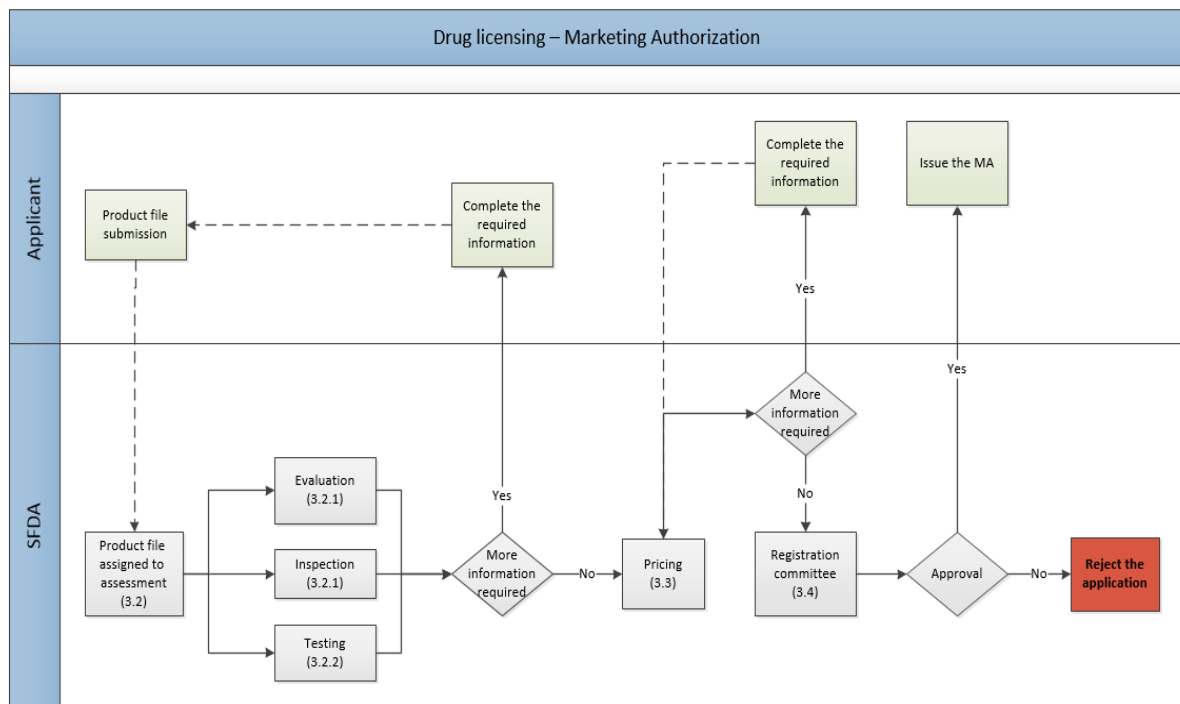 Drug licensing – Marketing Authorization
Applicant
Product file
submission
Complete the
required
information
Complete the
required
information
Issue the MA
Yes
Yes
Yes
SFDA
Product file
assigned to
assessment
(3.2)
Evaluation
(3.2.1)
Inspection
(3.2.1)
Testing
(3.2.2)
More
information
required
No
Pricing
(3.3)
More
information
required
No
Registration
committee
(3.4)
Approval
No
Reject the
application